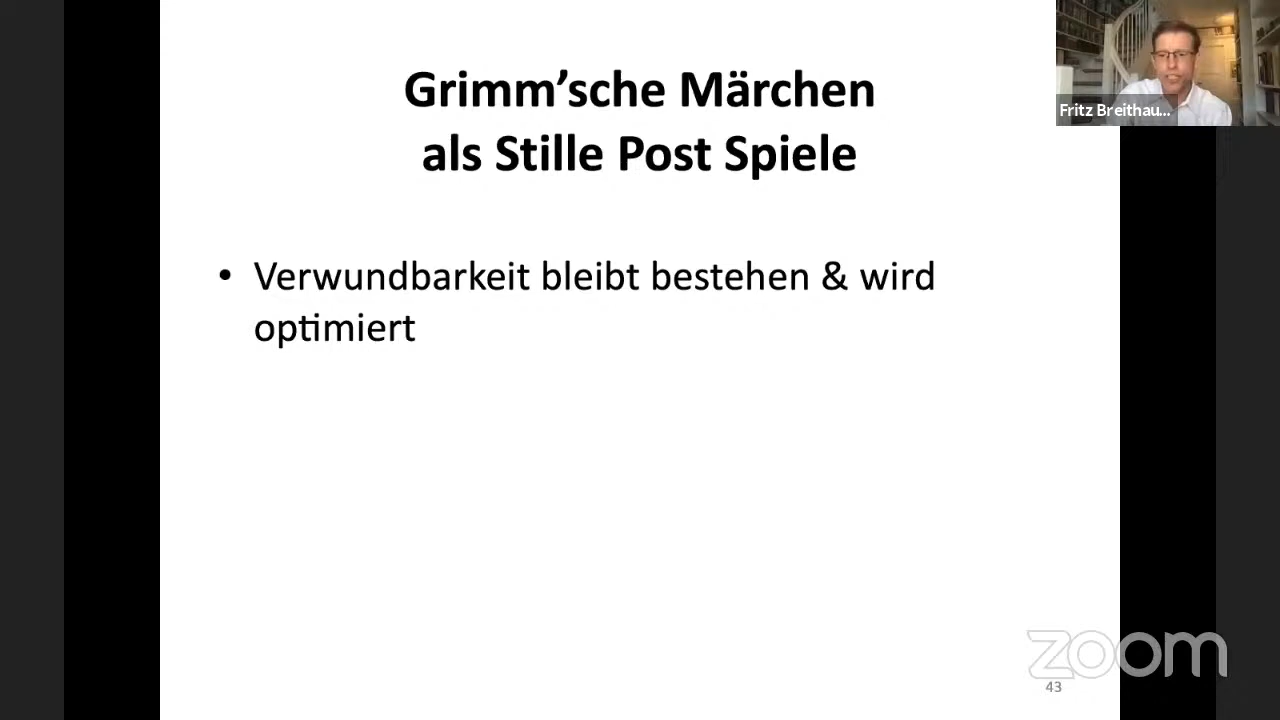 Grimm’sche Märchen
als Stille Post Spiele
Fritz Breithau...
• Verwundbarkeit bleibt bestehen & wird
optimiert
zoom
43